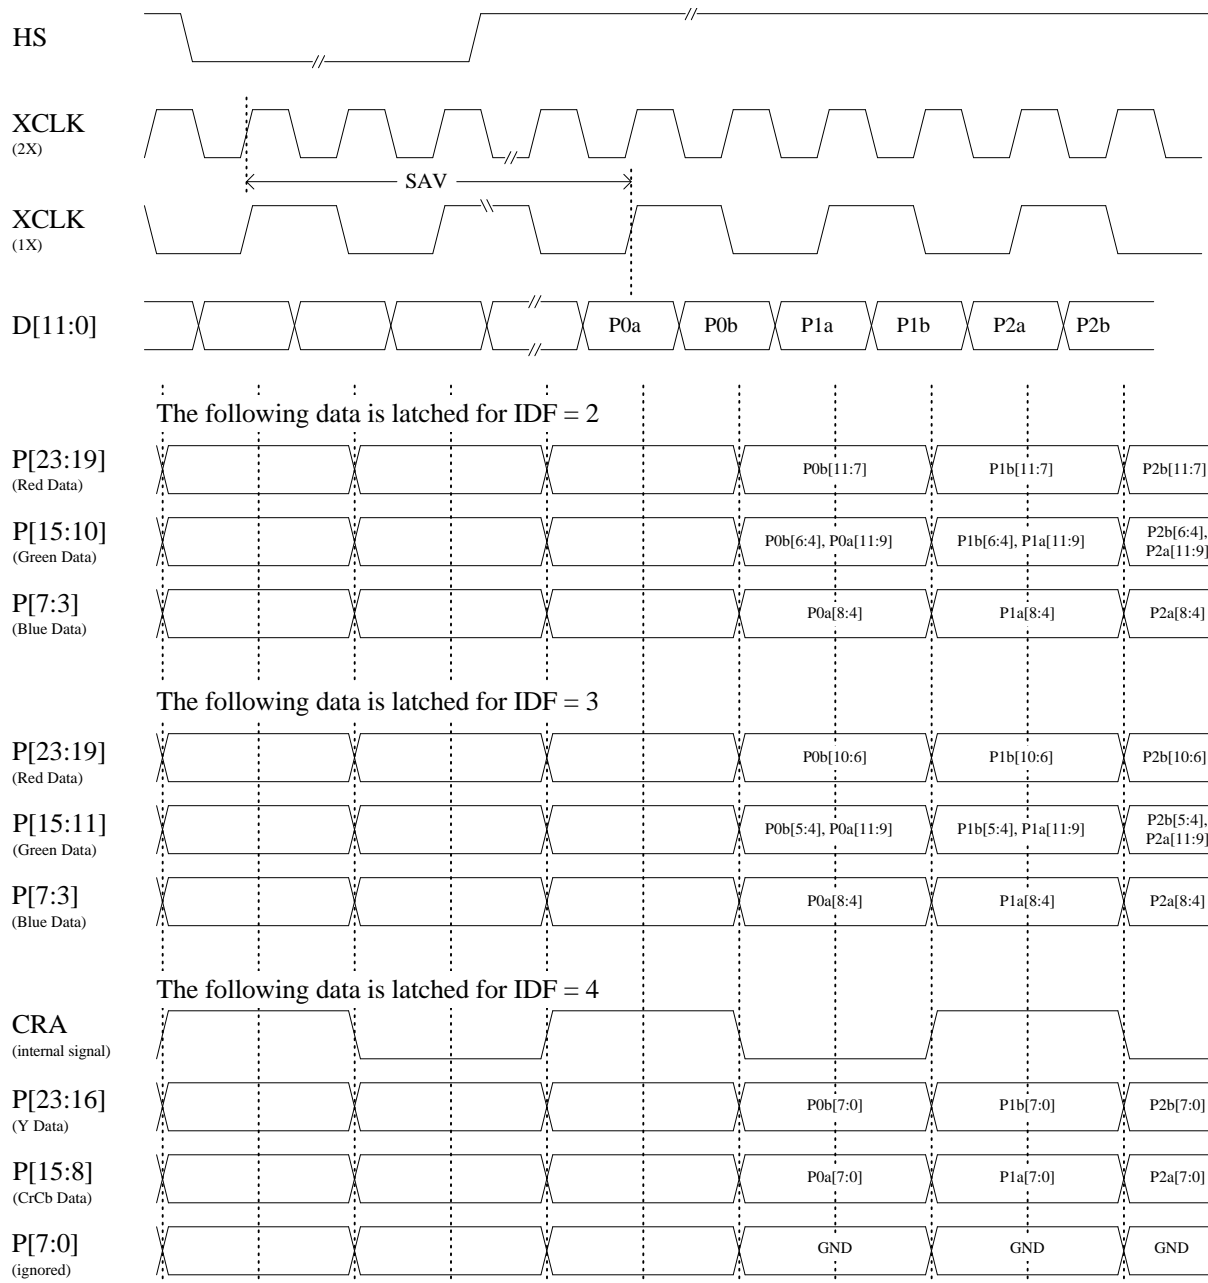 HS
XCLK
(2X)
SAV
XCLK
(1X)
D[11:0]
P0a P0b P1a P1b P2a P2b
The following data is latched for IDF = 2
P[23:19]
(Red Data)
P0b[11:7] P1b[11:7] P2b[11:7]
P[15:10]
(Green Data)
P0b[6:4], P0a[11:9] P1b[6:4], P1a[11:9] P2b[6:4],
P2a[11:9]
P[7:3]
(Blue Data)
P0a[8:4] P1a[8:4] P2a[8:4]
The following data is latched for IDF = 3
P[23:19]
(Red Data)
P0b[10:6] P1b[10:6] P2b[10:6]
P[15:11]
(Green Data)
P0b[5:4], P0a[11:9] P1b[5:4], P1a[11:9] P2b[5:4],
P2a[11:9]
P[7:3]
(Blue Data)
P0a[8:4] P1a[8:4] P2a[8:4]
The following data is latched for IDF = 4
CRA
(internal signal)
P[23:16]
(Y Data)
P0b[7:0] P1b[7:0] P2b[7:0]
P[15:8]
(CrCb Data)
P0a[7:0] P1a[7:0] P2a[7:0]
P[7:0]
(ignored)
GND GND GND